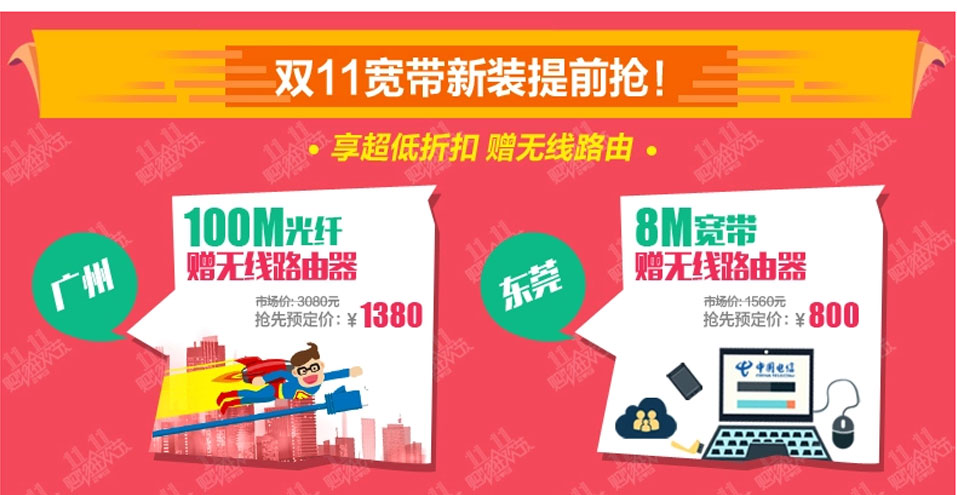 双11宽带新装提前抢!
• 享超低折扣 赠无线路由 •
广州
100M光纤
赠无线路由器
市场价: 3080元
抢先预定价: ¥1380
东莞
8M宽带
赠无线路由器
市场价: 1560元
抢先预定价: ¥800
中国电信